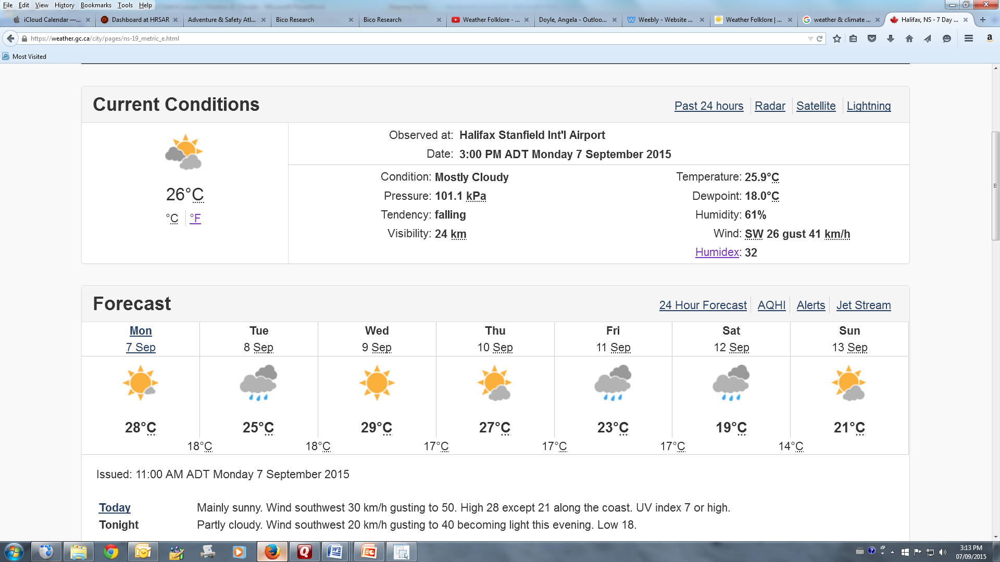 File Edit View History Bookmarks Tools Help
iCloud Calendar —... Dashboard at HRSAR Adventure & Safety Atl... Bico Research Bico Research Weather Folklore - ... Doyle, Angela - Outloo... Weebly - Website ... Weather Folklore | ... weather & climate ... Halifax, NS - 7 Day ...
https://weather.gc.ca/city/pages/ns-19_metric_e.html
Most Visited
Current Conditions
Past 24 hours Radar Satellite Lightning
Observed at: Halifax Stanfield Int'l Airport
Date: 3:00 PM ADT Monday 7 September 2015
26°C
°C °F
Condition: Mostly Cloudy
Pressure: 101.1 kPa
Tendency: falling
Visibility: 24 km
Temperature: 25.9°C
Dewpoint: 18.0°C
Humidity: 61%
Wind: SW 26 gust 41 km/h
Humidex: 32
Forecast
24 Hour Forecast AQHI Alerts Jet Stream
Mon Tue Wed Thu Fri Sat Sun
7 Sep 8 Sep 9 Sep 10 Sep 11 Sep 12 Sep 13 Sep
28°C 25°C 29°C 27°C 23°C 19°C 21°C
18°C 18°C 17°C 17°C 17°C 14°C
Issued: 11:00 AM ADT Monday 7 September 2015
Today Mainly sunny. Wind southwest 30 km/h gusting to 50. High 28 except 21 along the coast. UV index 7 or high.
Tonight Partly cloudy. Wind southwest 20 km/h gusting to 40 becoming light this evening. Low 18.
3:13 PM
07/09/2015